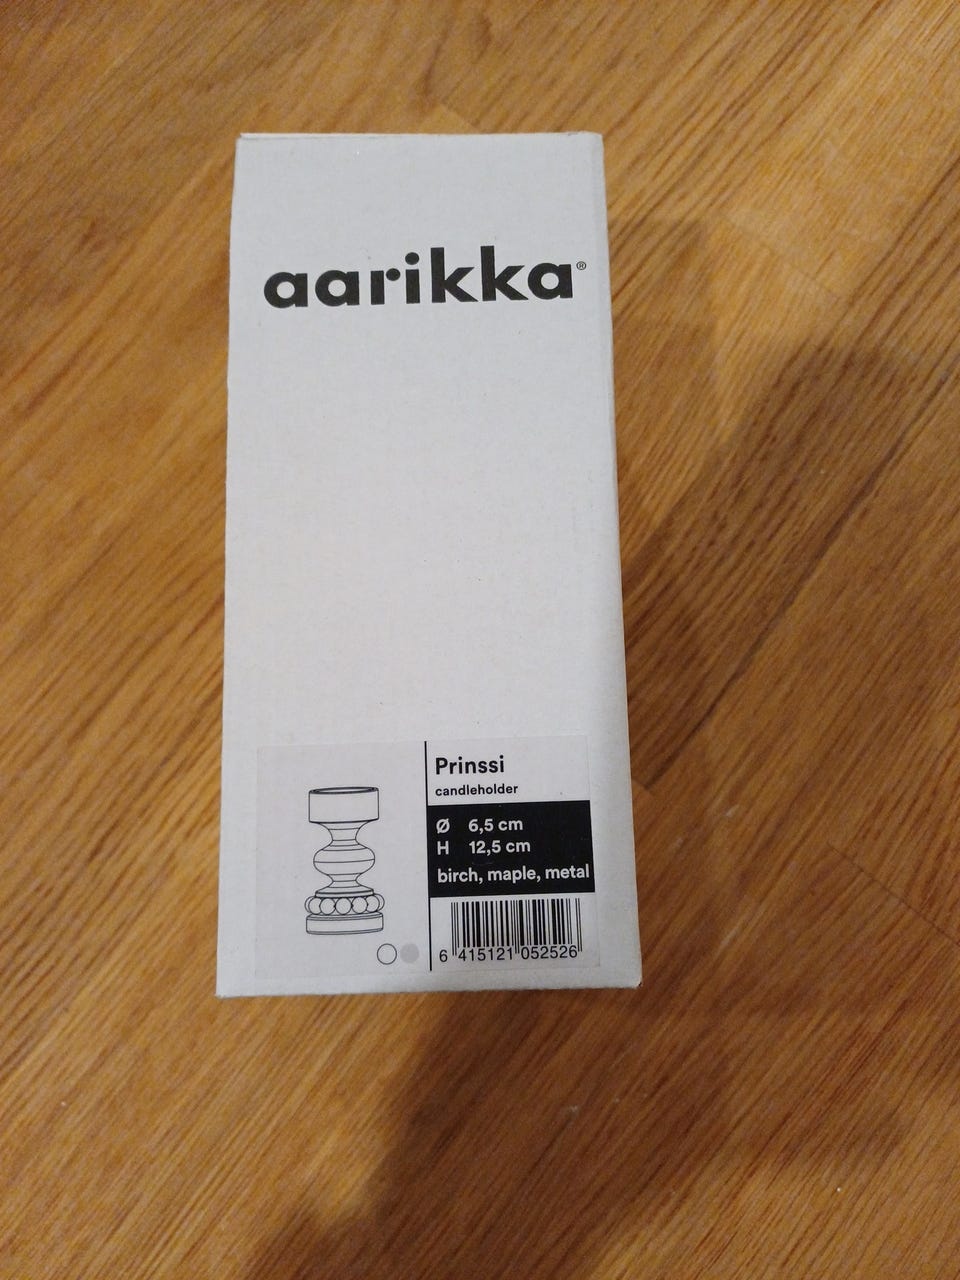 aarikka®
Prinssi
candleholder
Ø 6,5 cm
H 12,5 cm
birch, maple, metal
6 415121 052526